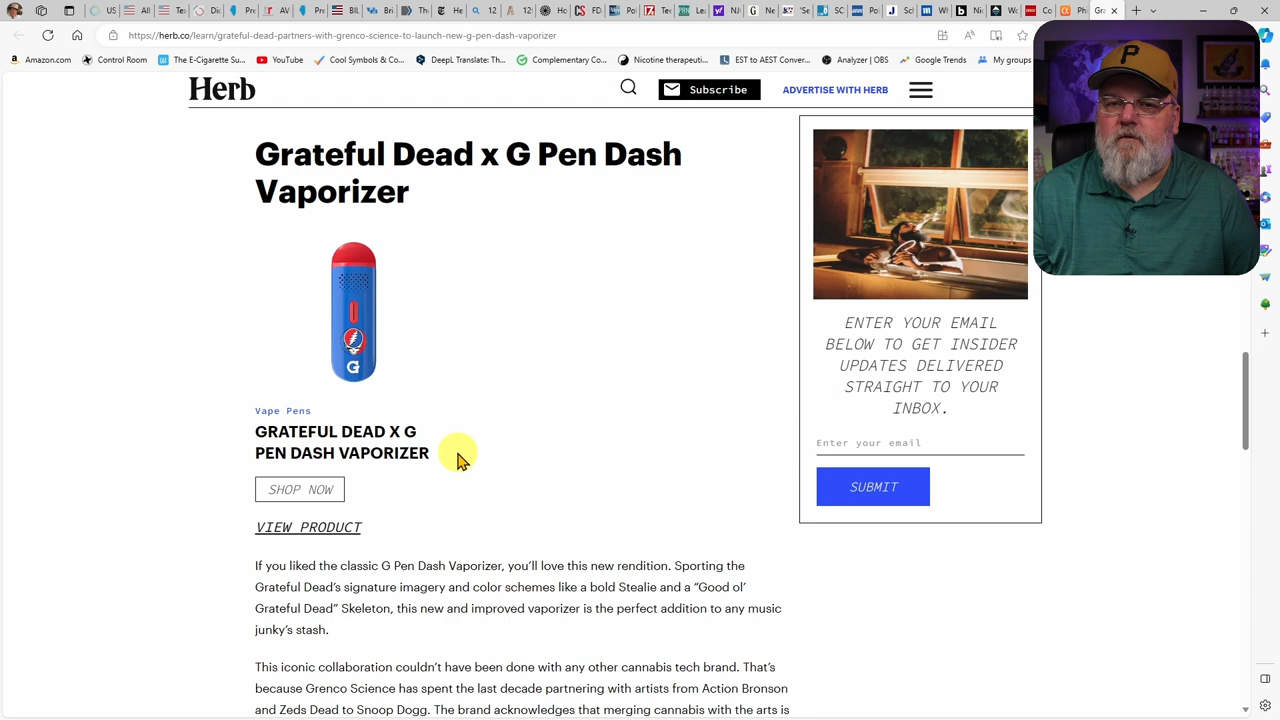 https://herb.co/learn/grateful-dead-partners-with-grenco-science-to-launch-new-g-pen-dash-vaporizer
Amazon.com
Control Room
The E-Cigarette Su...
YouTube
Cool Symbols & Co...
DeepL Translate: Th...
Complementary Co...
Nicotine therapeuti...
EST to AEST Conver...
Analyzer | OBS
Google Trends
My groups
Herb
Subscribe
ADVERTISE WITH HERB
Grateful Dead x G Pen Dash
Vaporizer
G
Vape Pens
GRATEFUL DEAD X G
PEN DASH VAPORIZER
SHOP NOW
VIEW PRODUCT
If you liked the classic G Pen Dash Vaporizer, you'll love this new rendition. Sporting the
Grateful Dead's signature imagery and color schemes like a bold Stealie and a “Good ol'
Grateful Dead” Skeleton, this new and improved vaporizer is the perfect addition to any music
junky's stash.
This iconic collaboration couldn't have been done with any other cannabis tech brand. That's
because Grenco Science has spent the last decade partnering with artists from Action Bronson
and Zeds Dead to Snoop Dogg. The brand acknowledges that merging cannabis with the arts is
ENTER YOUR EMAIL
BELOW TO GET INSIDER
UPDATES DELIVERED
STRAIGHT TO YOUR
INBOX.
Enter your email
SUBMIT
P